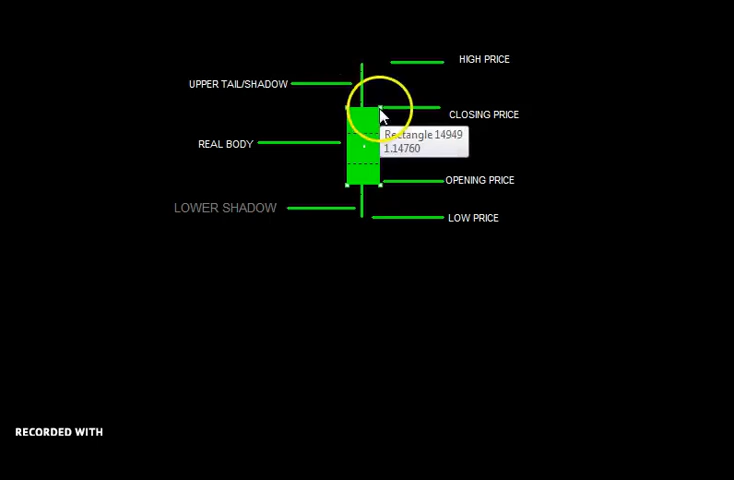 HIGH PRICE
UPPER TAIL/SHADOW
CLOSING PRICE
Rectangle 14949
1.14760
REAL BODY
OPENING PRICE
LOWER SHADOW
LOW PRICE
RECORDED WITH